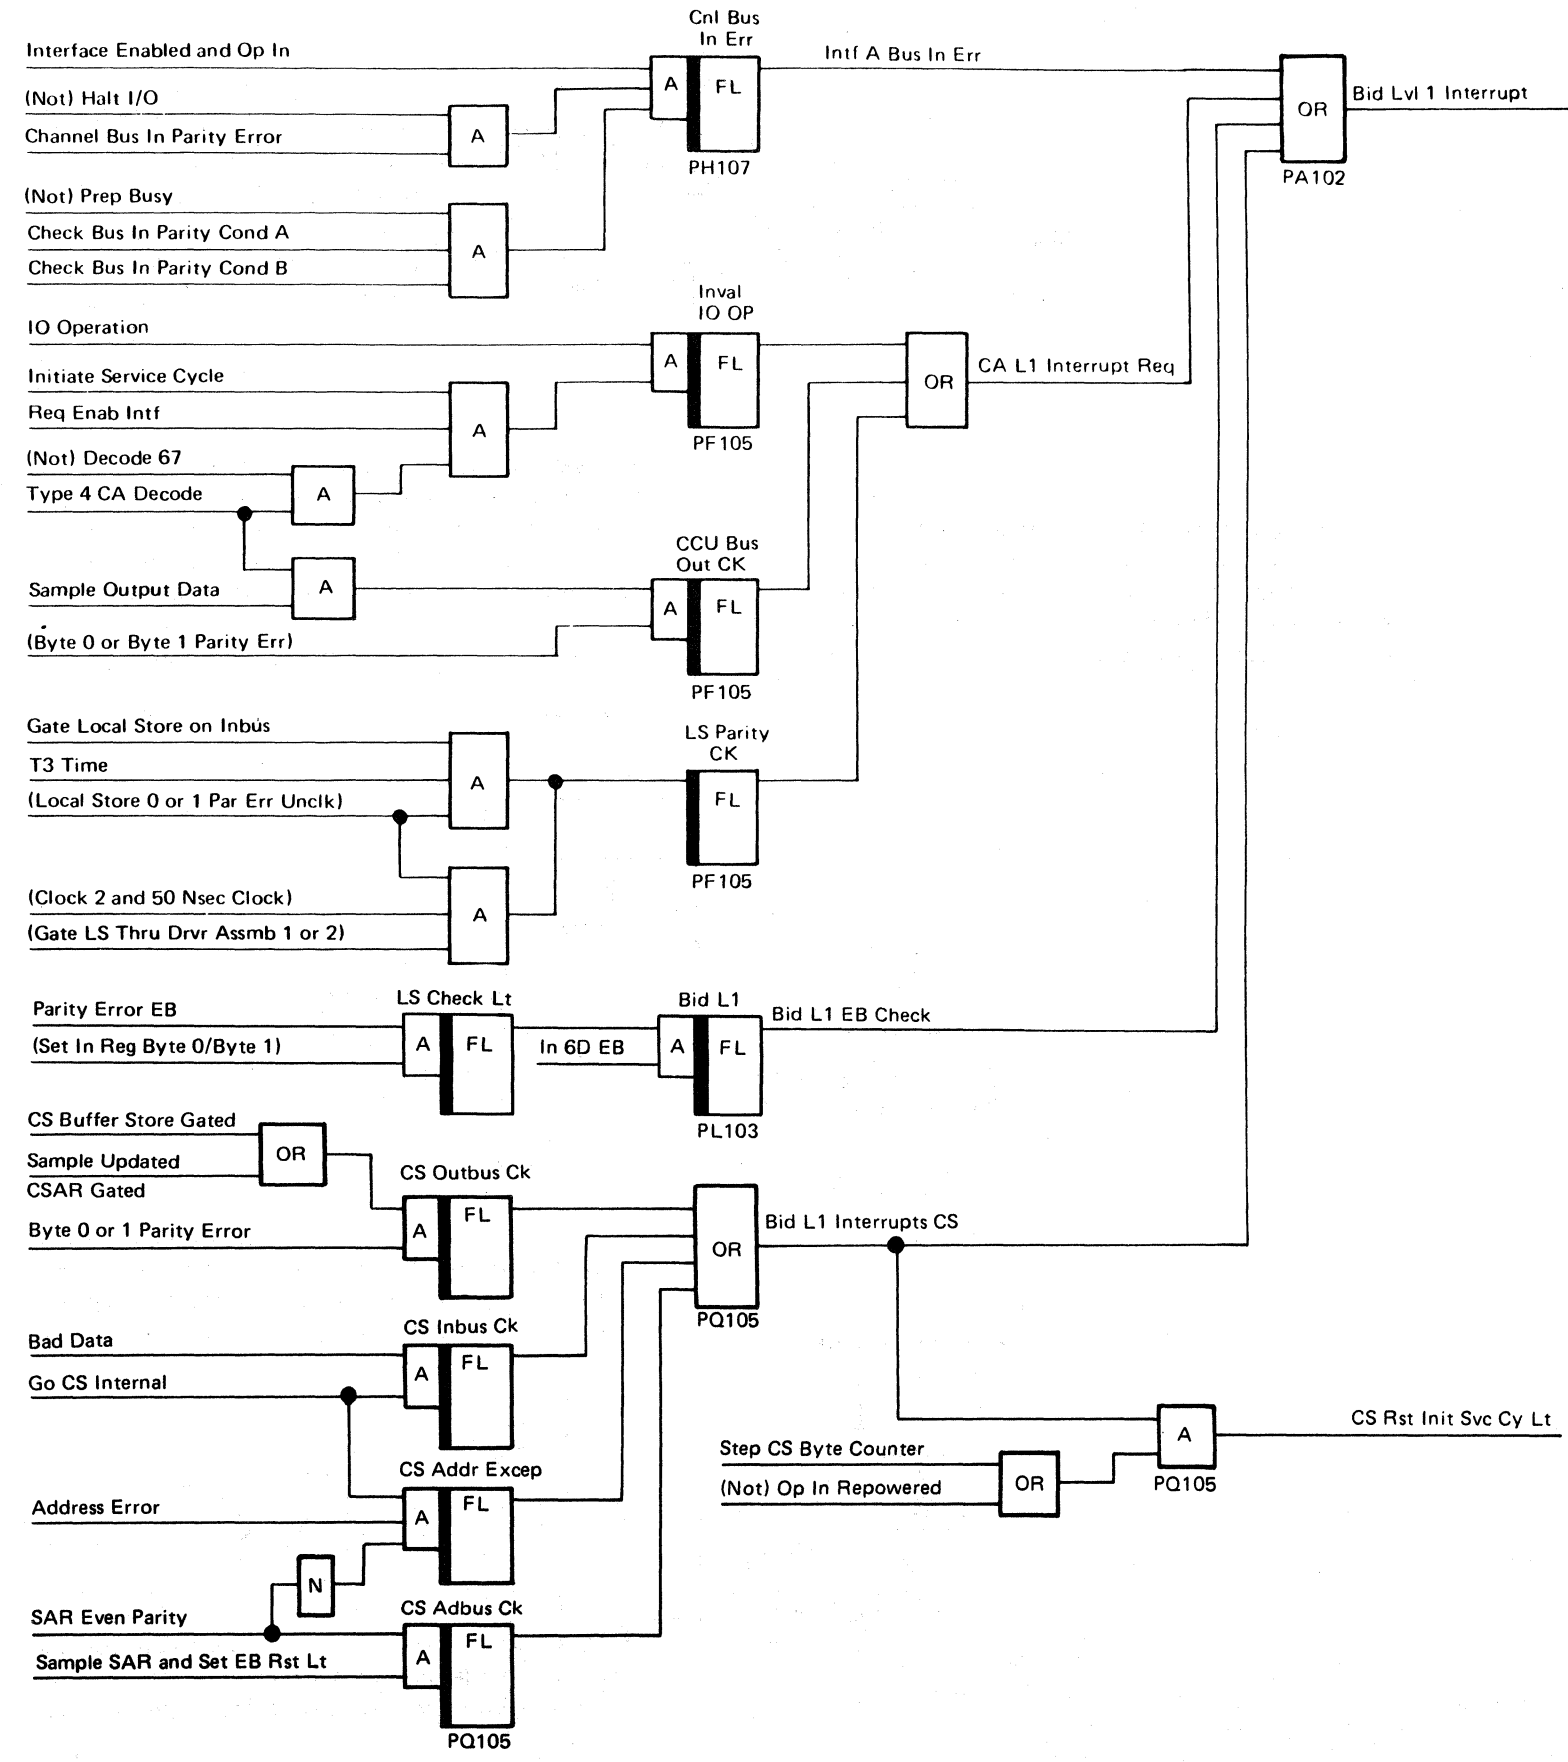 Cnl Bus
In Err
Interface Enabled and Op In
A
FL
Intf A Bus In Err
OR
Bid Lvl 1 Interrupt
(Not) Halt I/O
Channel Bus In Parity Error
A
PH107
PA102
(Not) Prep Busy
Check Bus In Parity Cond A
A
Check Bus In Parity Cond B
Inval
IO OP
IO Operation
A
FL
Initiate Service Cycle
OR
CA L1 Interrupt Req
Req Enab Intf
A
PF105
(Not) Decode 67
Type 4 CA Decode
A
CCU Bus
Out CK
Sample Output Data
A
A
FL
(Byte 0 or Byte 1 Parity Err)
PF105
Gate Local Store on Inbus
LS Parity
CK
T3 Time
A
(Local Store 0 or 1 Par Err Unclk)
FL
PF105
(Clock 2 and 50 Nsec Clock)
A
(Gate LS Thru Drvr Assmb 1 or 2)
LS Check Lt
Bid L1
Parity Error EB
Bid L1 EB Check
(Set In Reg Byte 0/Byte 1)
A
FL
In 6D EB
A
FL
CS Buffer Store Gated
PL103
OR
Sample Updated
CSAR Gated
CS Outbus Ck
FL
Byte 0 or 1 Parity Error
A
Bid L1 Interrupts CS
OR
PQ105
CS Inbus Ck
Bad Data
FL
Go CS Internal
A
CS Rst Init Svc Cy Lt
A
Step CS Byte Counter
CS Addr Excep
OR
(Not) Op In Repowered
PQ105
FL
Address Error
A
N
SAR Even Parity
CS Adbus Ck
FL
Sample SAR and Set EB Rst Lt
A
PQ105